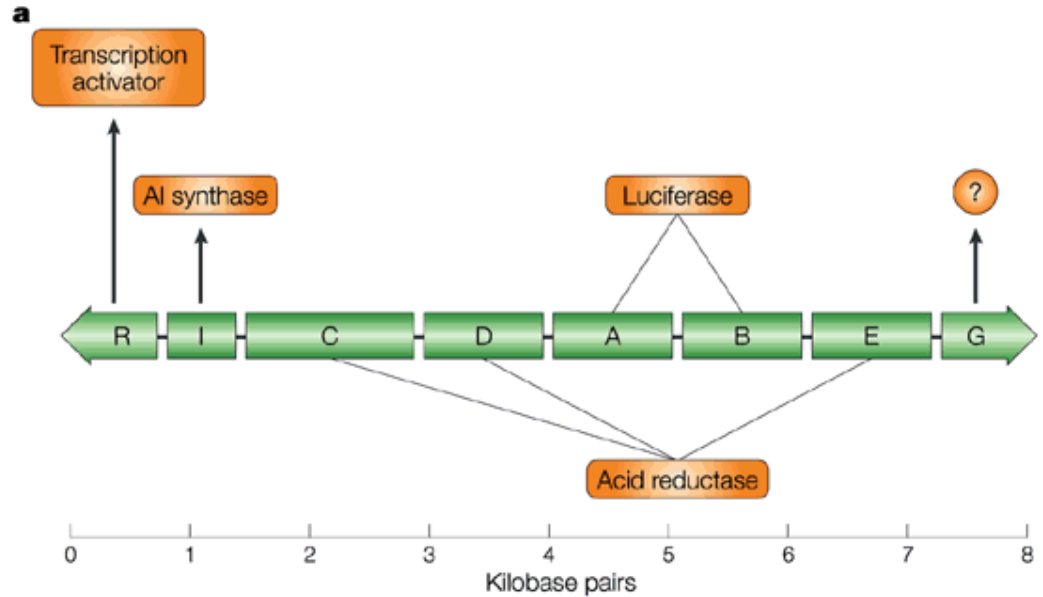 a
Transcription
activator
AI synthase
Luciferase
?
R I C D A B E G
Acid reductase
0 1 2 3 4 5 6 7 8
Kilobase pairs